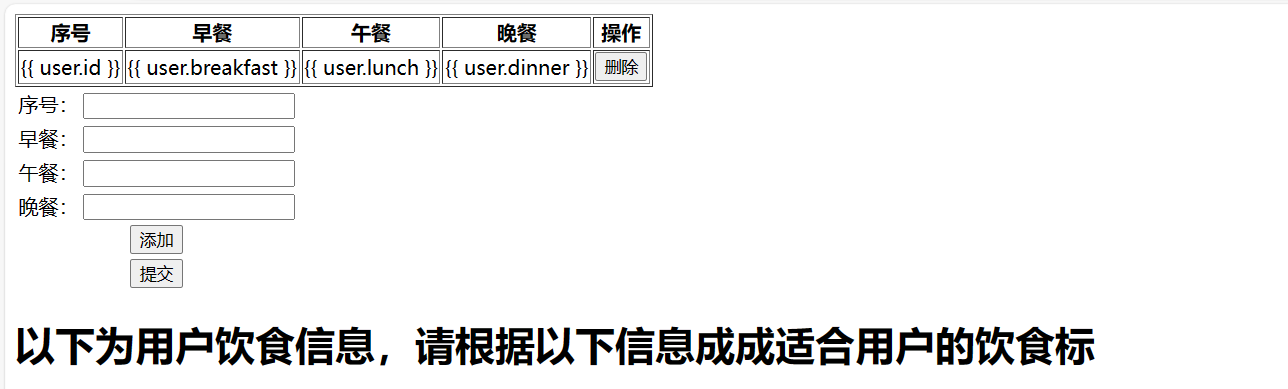 序号 早餐 午餐 晚餐 操作
{{ user.id }} {{ user.breakfast }} {{ user.lunch }} {{ user.dinner }} 删除
序号：
早餐：
午餐：
晚餐：
添加
提交
以下为用户饮食信息，请根据以下信息成成适合用户的饮食标